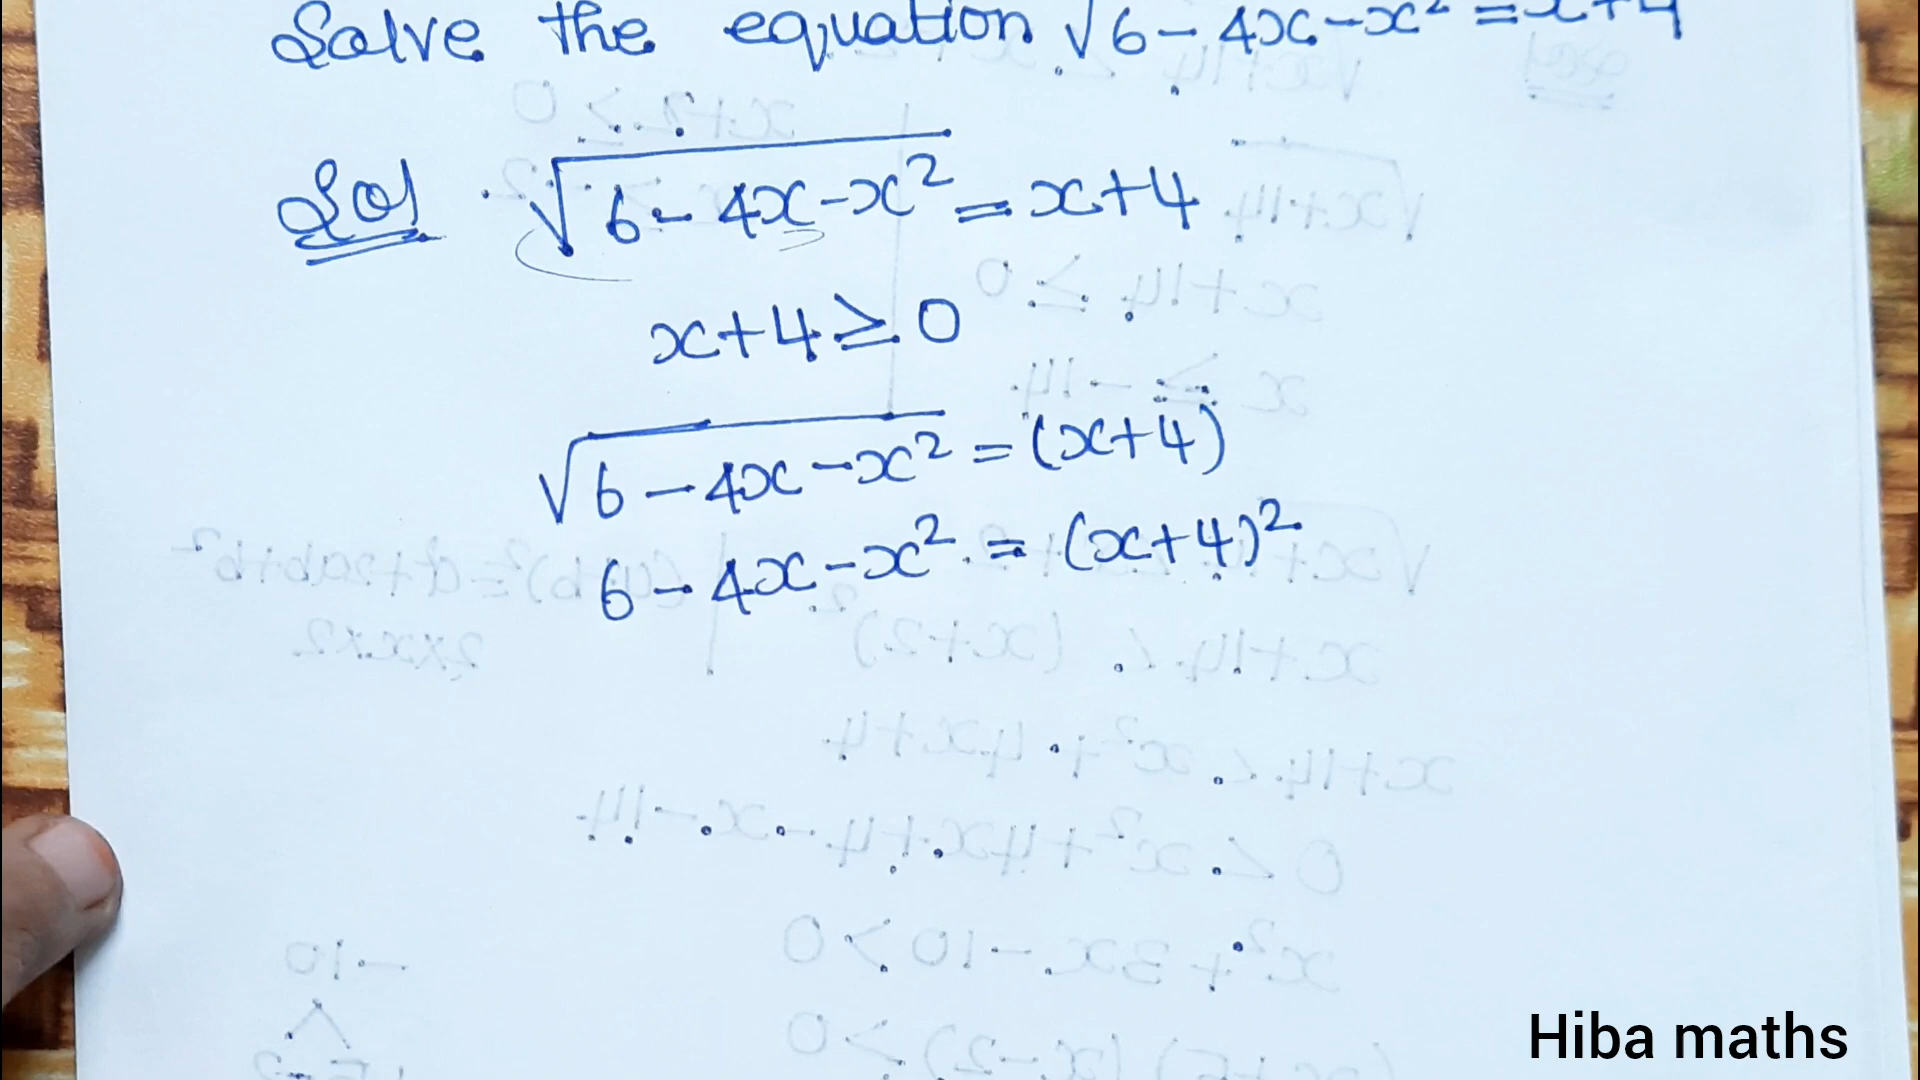 Solve the equation √6-4x-x² = x+4
Sol √6-4x-x² = x+4
x+4≥0
√6-4x-x² = (x+4)
6-4x-x² = (x+4)²
Hiba maths